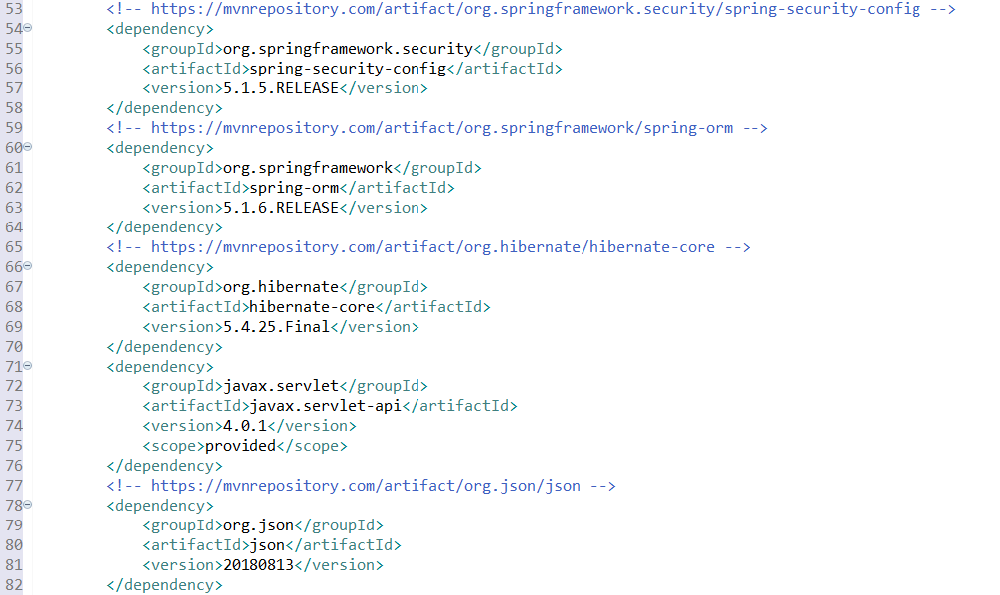 53 <!-- https://mvnrepository.com/artifact/org.springframework.security/spring-security-config -->
54 <dependency>
55 <groupId>org.springframework.security</groupId>
56 <artifactId>spring-security-config</artifactId>
57 <version>5.1.5.RELEASE</version>
58 </dependency>
59 <!-- https://mvnrepository.com/artifact/org.springframework/spring-orm -->
60 <dependency>
61 <groupId>org.springframework</groupId>
62 <artifactId>spring-orm</artifactId>
63 <version>5.1.6.RELEASE</version>
64 </dependency>
65 <!-- https://mvnrepository.com/artifact/org.hibernate/hibernate-core -->
66 <dependency>
67 <groupId>org.hibernate</groupId>
68 <artifactId>hibernate-core</artifactId>
69 <version>5.4.25.Final</version>
70 </dependency>
71 <dependency>
72 <groupId>javax.servlet</groupId>
73 <artifactId>javax.servlet-api</artifactId>
74 <version>4.0.1</version>
75 <scope>provided</scope>
76 </dependency>
77 <!-- https://mvnrepository.com/artifact/org.json/json -->
78 <dependency>
79 <groupId>org.json</groupId>
80 <artifactId>json</artifactId>
81 <version>20180813</version>
82 </dependency>